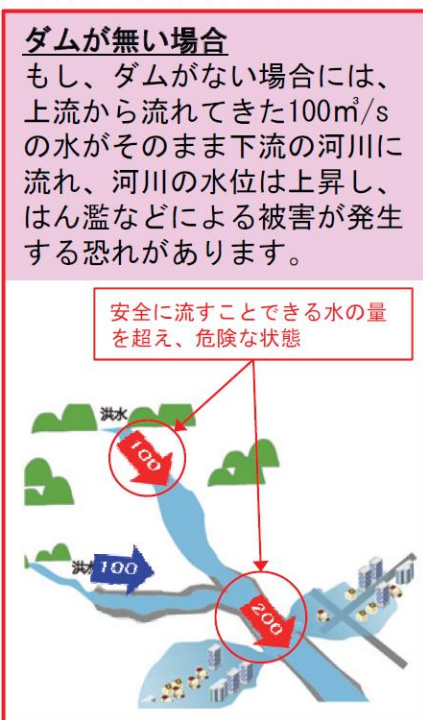 ダムが無い場合
もし、ダムがない場合には、
上流から流れてきた100㎥/s
の水がそのまま下流の河川に
流れ、河川の水位は上昇し、
はん濫などによる被害が発生
する恐れがあります。
安全に流すことできる水の量
を超え、危険な状態
洪水
100
洪水
100
200